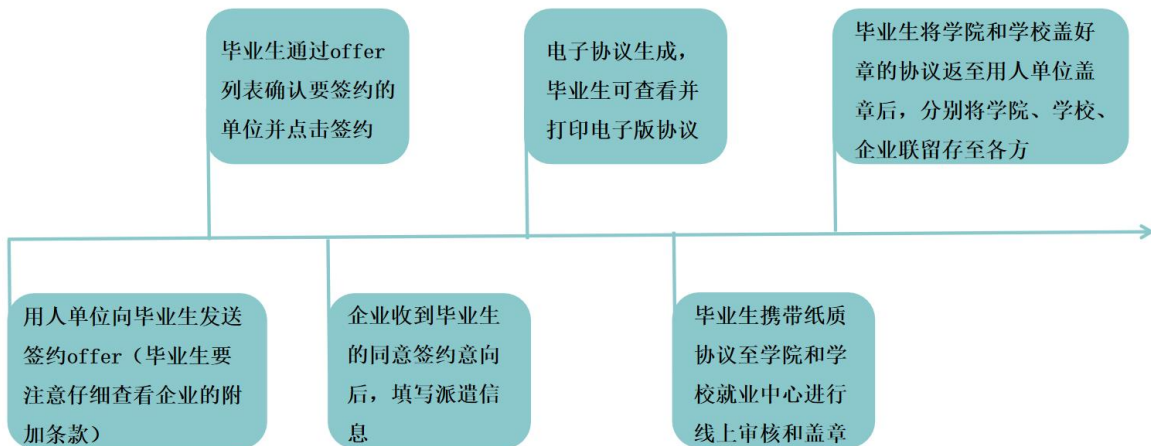 毕业生通过offer
列表确认要签约的
单位并点击签约
电子协议生成，
毕业生可查看并
打印电子版协议
毕业生将学院和学校盖好
章的协议返至用人单位盖
章后，分别将学院、学校、
企业联留存至各方
用人单位向毕业生发送
签约offer（毕业生要
注意仔细查看企业的附
加条款）
企业收到毕业生
的同意签约意向
后，填写派遣信
息
毕业生携带纸质
协议至学院和学
校就业中心进行
线上审核和盖章